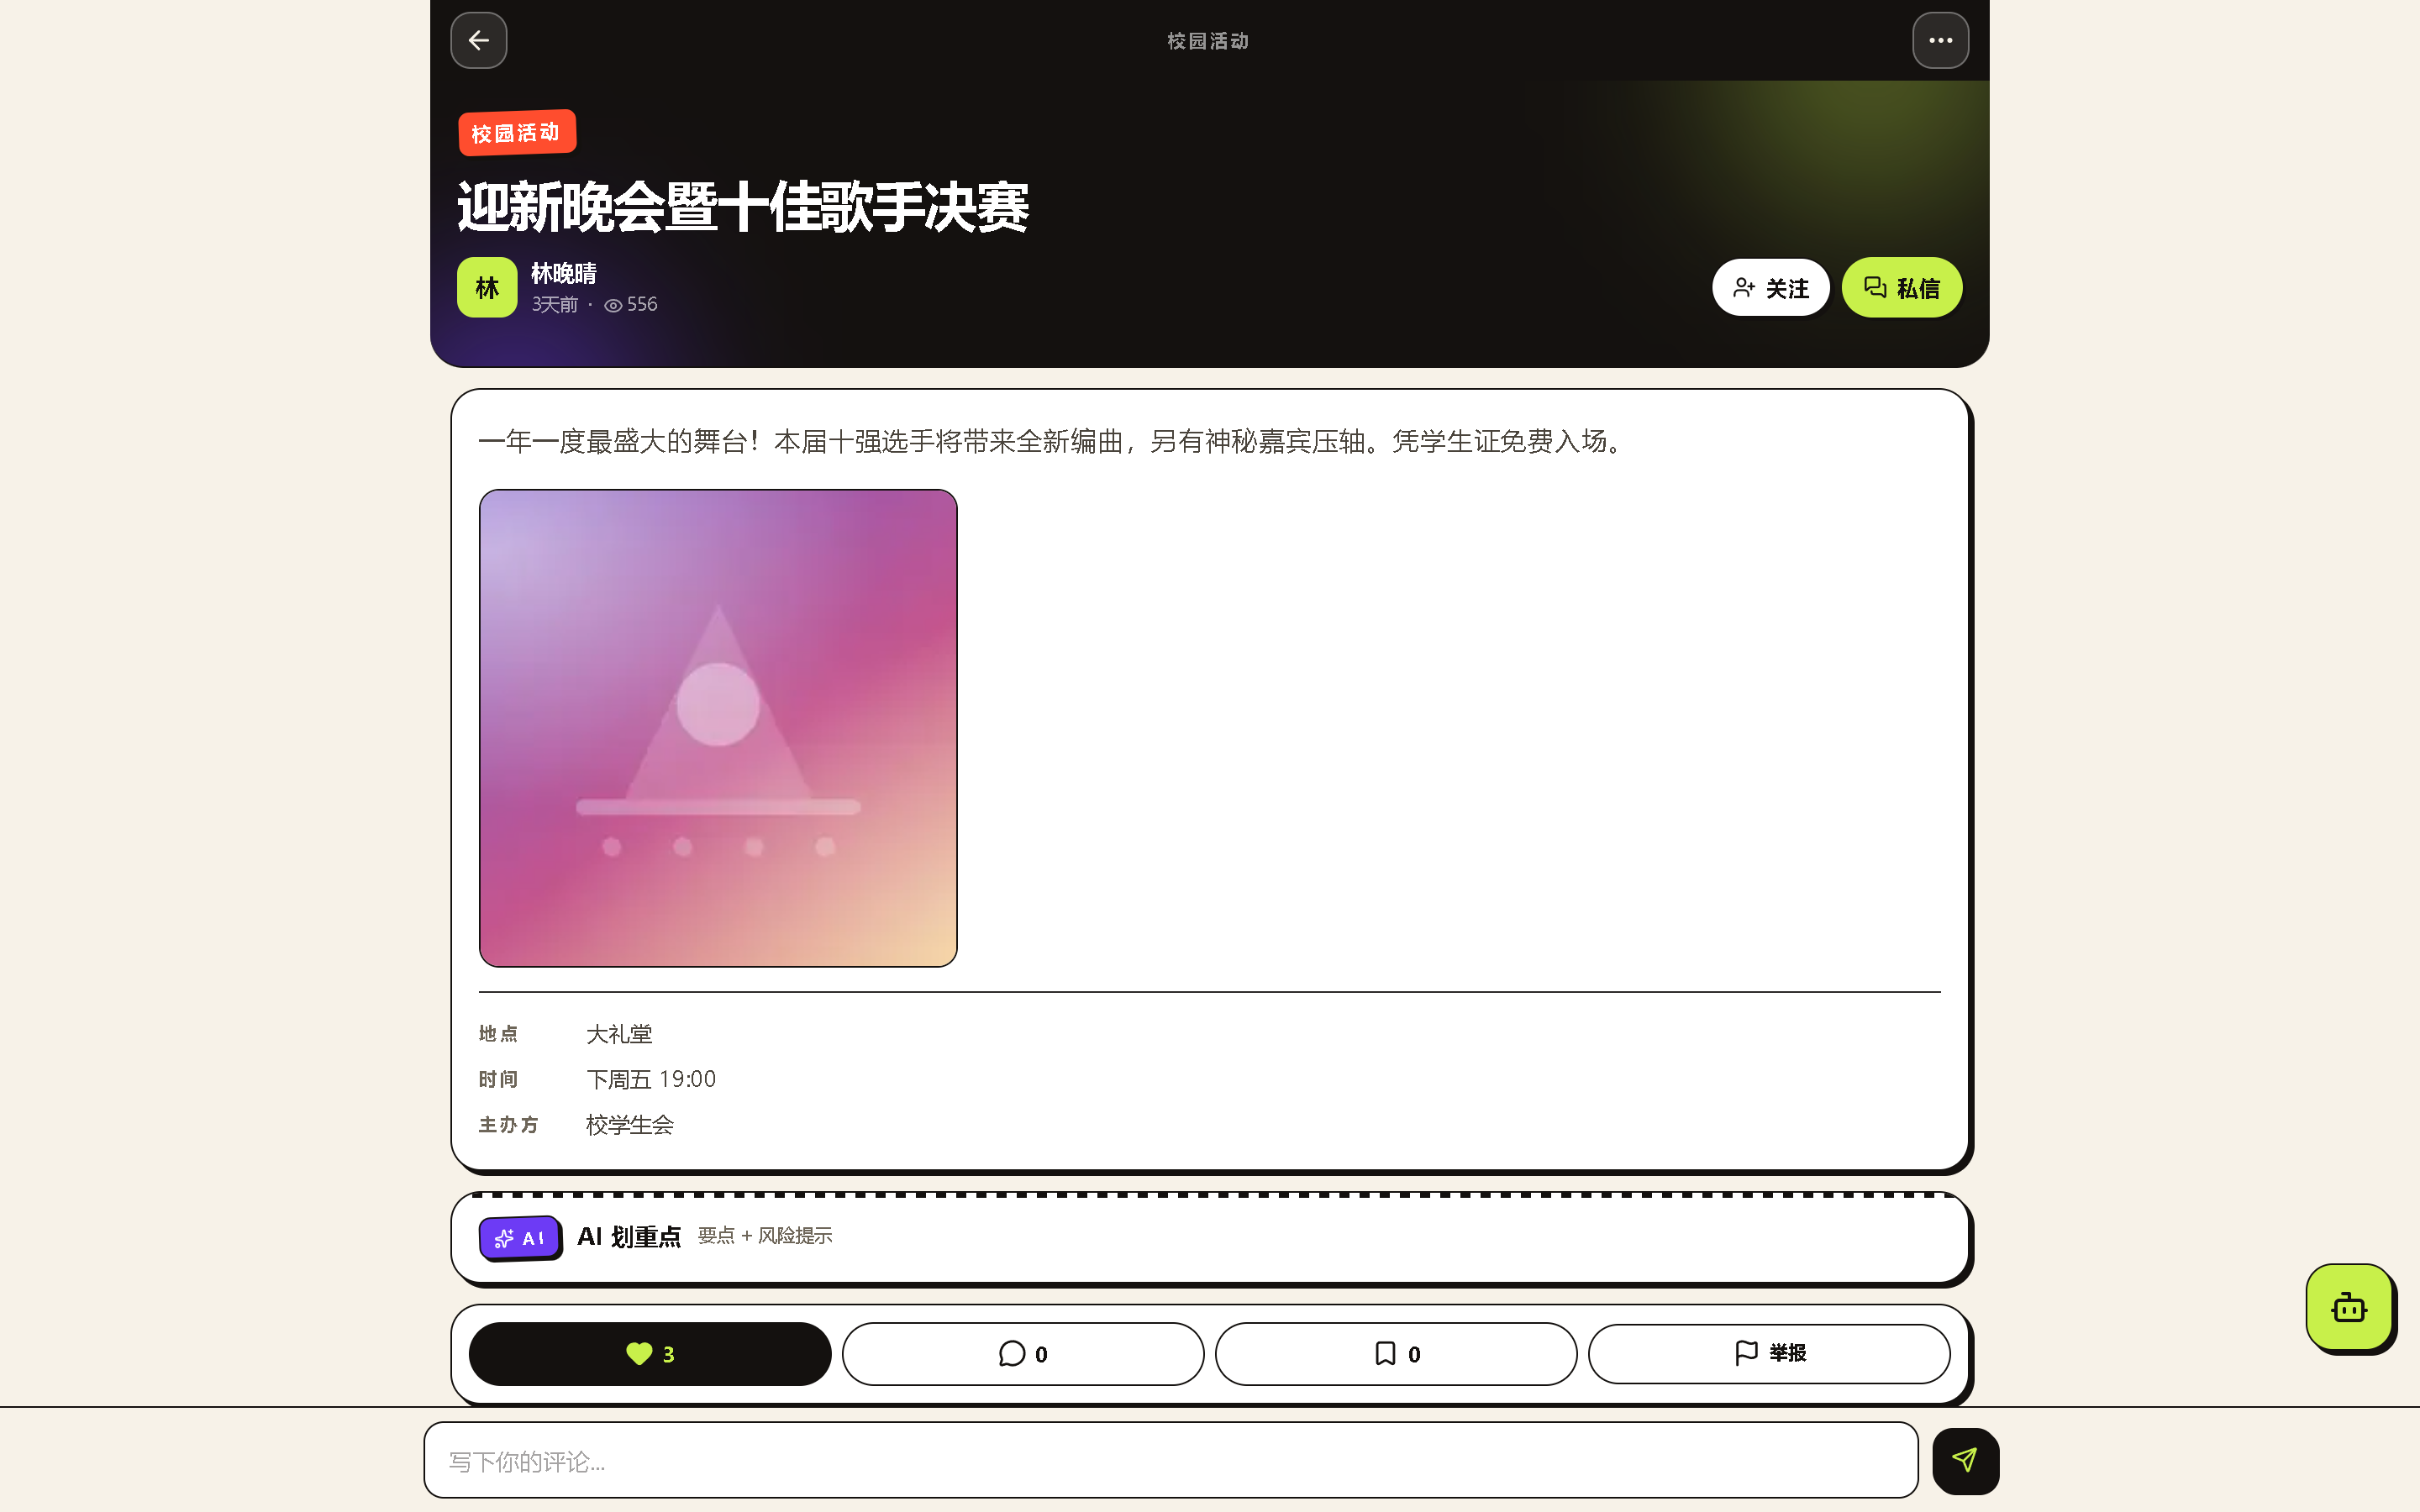 校园活动
校园活动
迎新晚会暨十佳歌手决赛
林
林晚晴
3天前 · 556
关注
私信
一年一度最盛大的舞台！本届十强选手将带来全新编曲，另有神秘嘉宾压轴。凭学生证免费入场。
地点 大礼堂
时间 下周五 19:00
主办方 校学生会
AI AI 划重点 要点 + 风险提示
3
0
0
举报
写下你的评论...